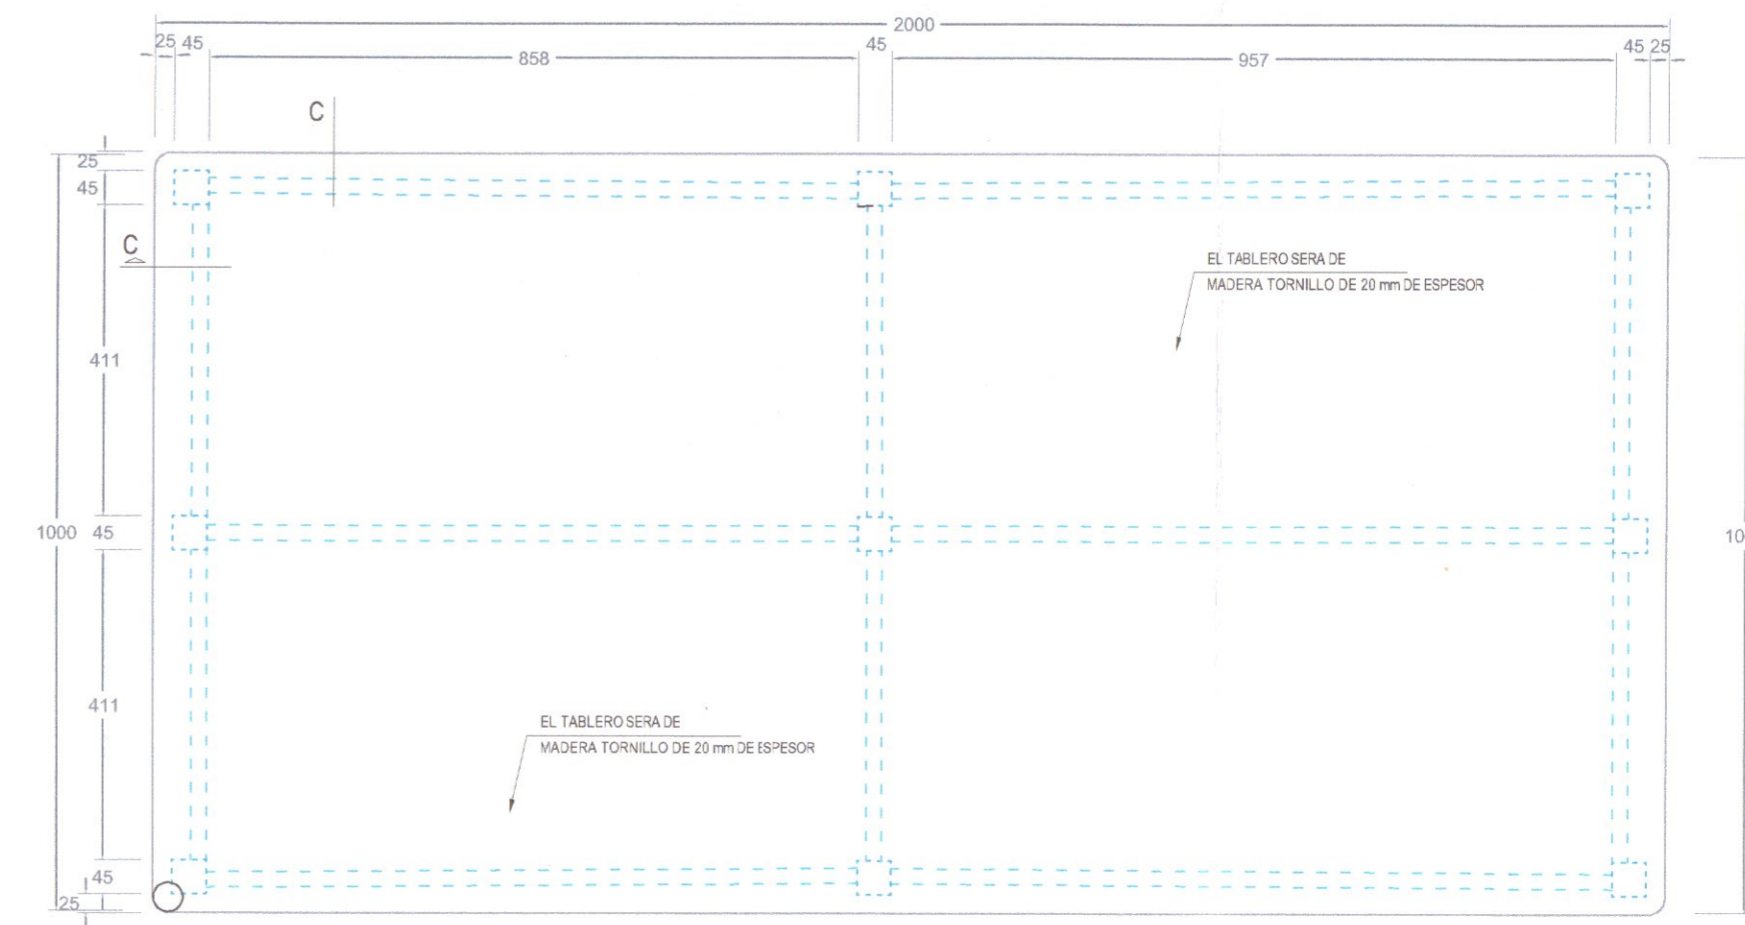 2000
25 45 858 45 957 45 25
C
25
45
C
EL TABLERO SERA DE
MADERA TORNILLO DE 20 mm DE ESPESOR
411
1000 45 10
411
EL TABLERO SERA DE
MADERA TORNILLO DE 20 mm DE ESPESOR
45
25